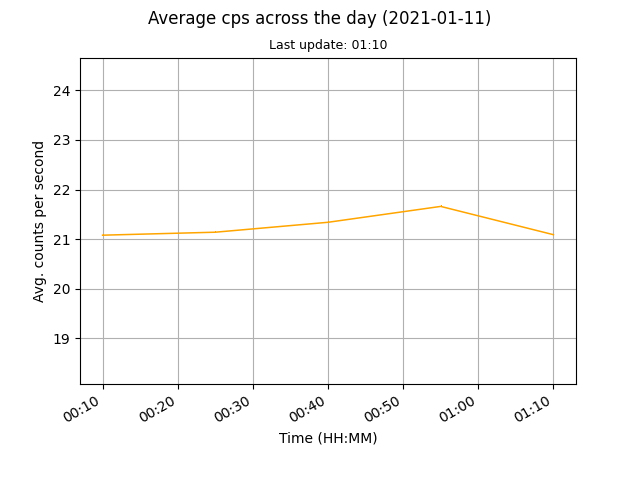 Average cps across the day (2021-01-11)
Last update: 01:10
24
23
22
21
20
19
Avg. counts per second
00:10 00:20 00:30 00:40 00:50 01:00 01:10
Time (HH:MM)